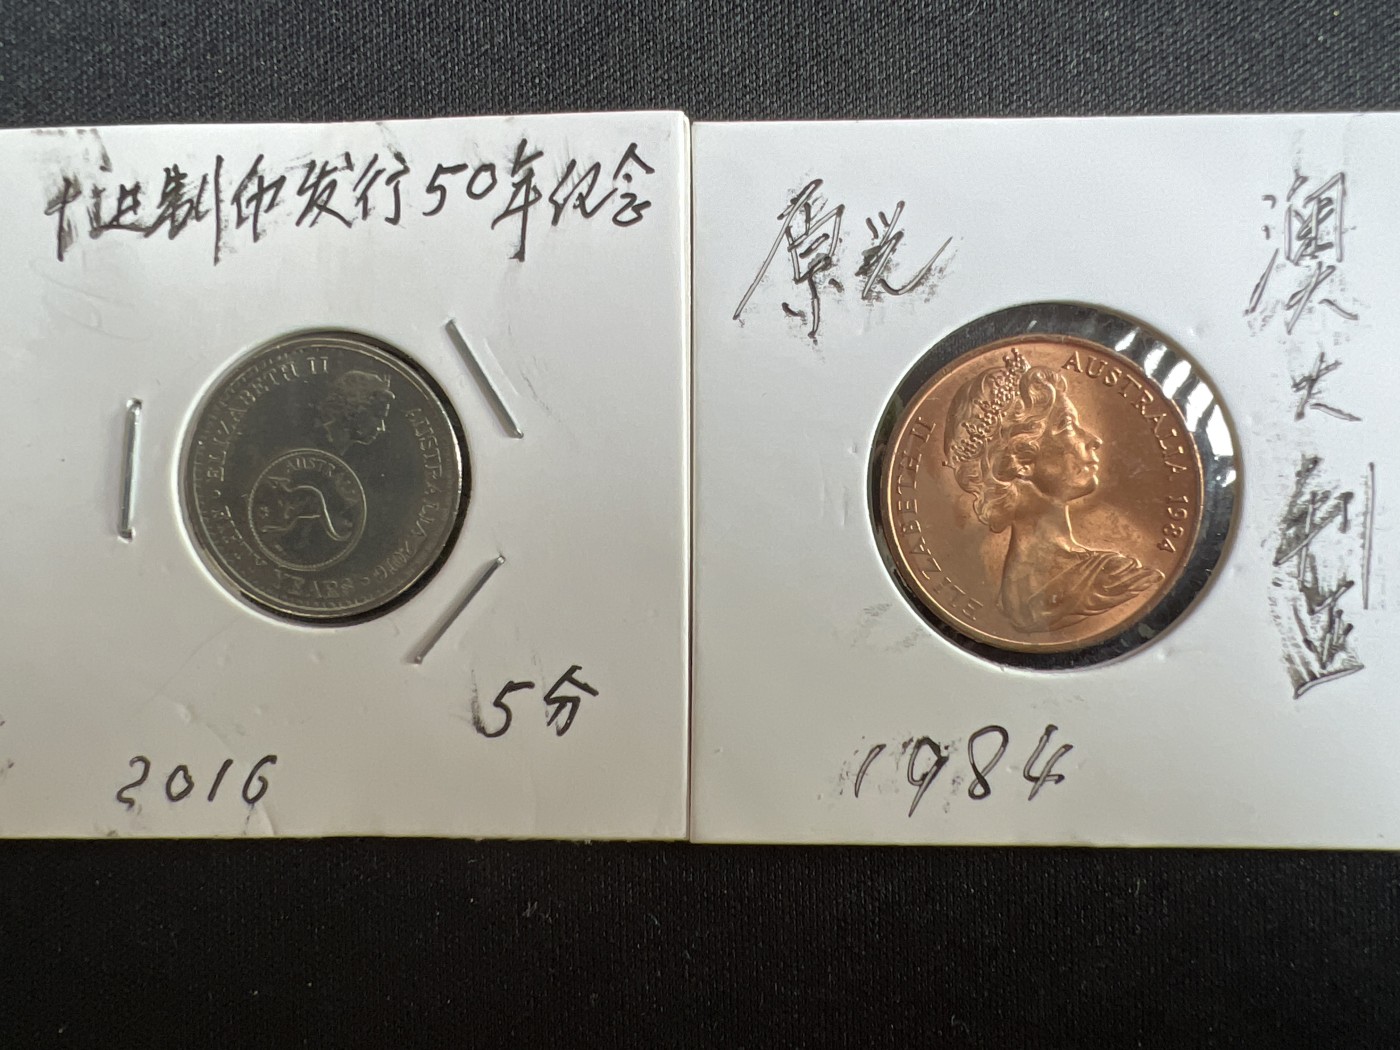 十进制币发行50年纪念
ELIZABETH II
AUSTRALIA 2016
AUSTRALIA
FIFTY YEARS
5分
2016
原光
澳大利亚
ELIZABETH II
AUSTRALIA 1984
1984